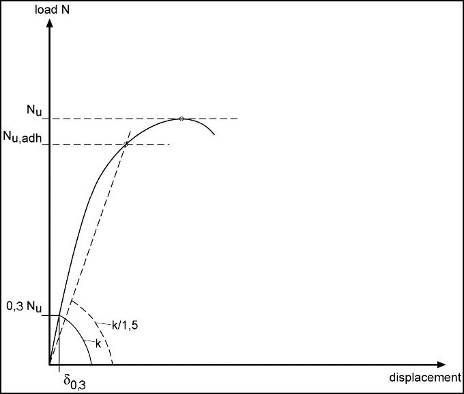 load N
Nu
Nu,adh
0,3 Nu
k/1,5
k
displacement
δ0,3